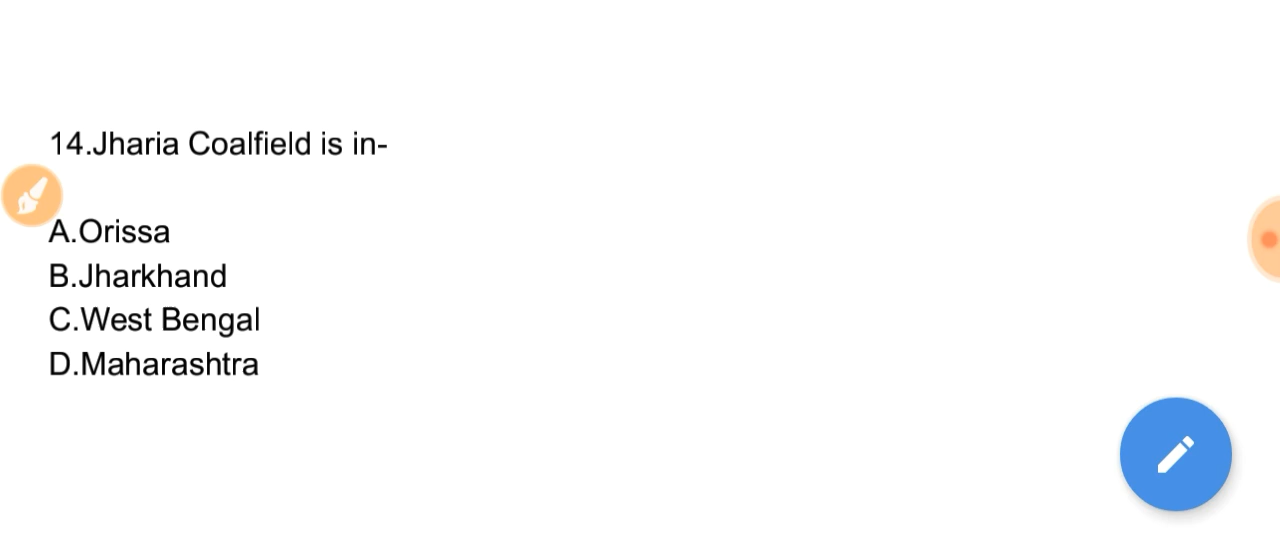 14.Jharia Coalfield is in-
A.Orissa
B.Jharkhand
C.West Bengal
D.Maharashtra